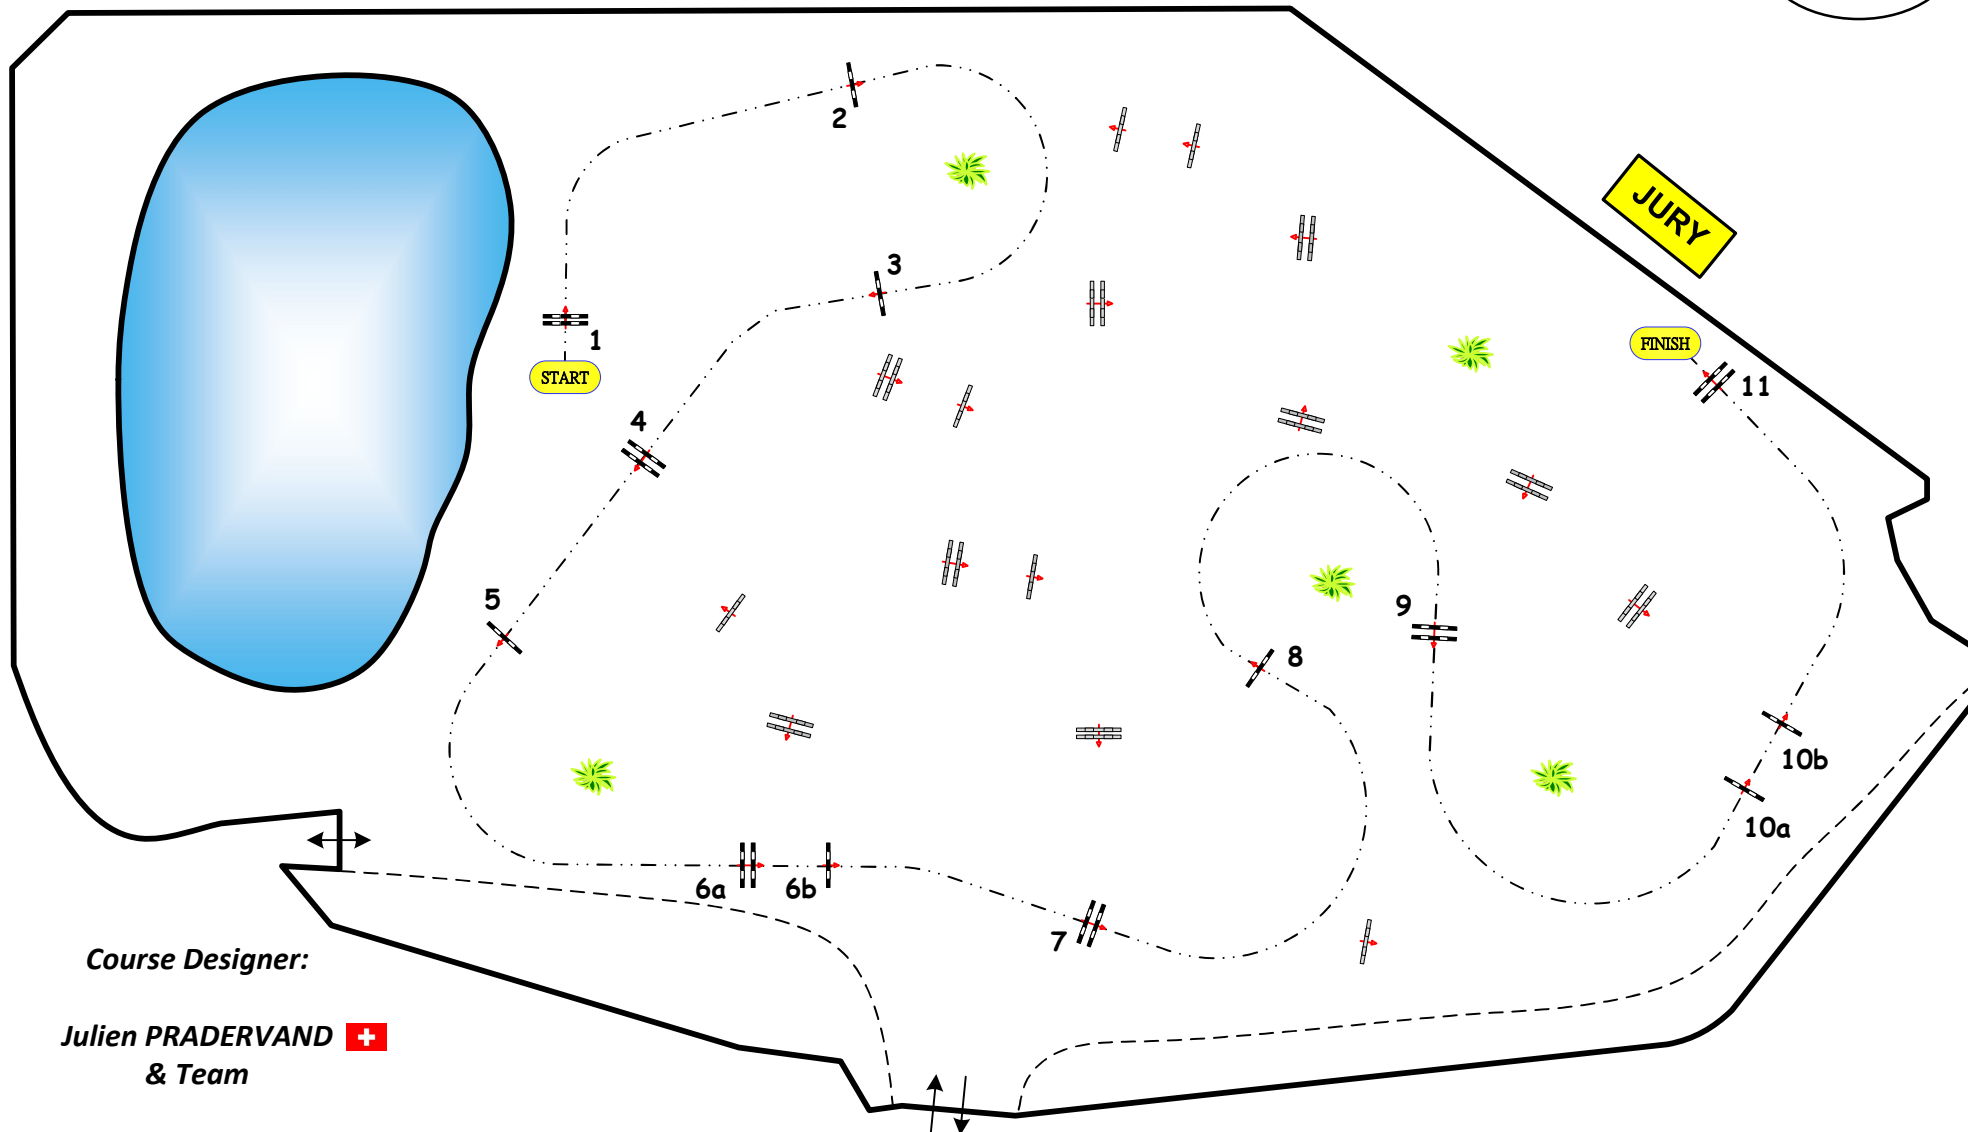 2
JURY
3
1
FINISH
START
11
4
5
9
8
10b
10a
6a
6b
7
Course Designer:
Julien PRADERVAND
& Team